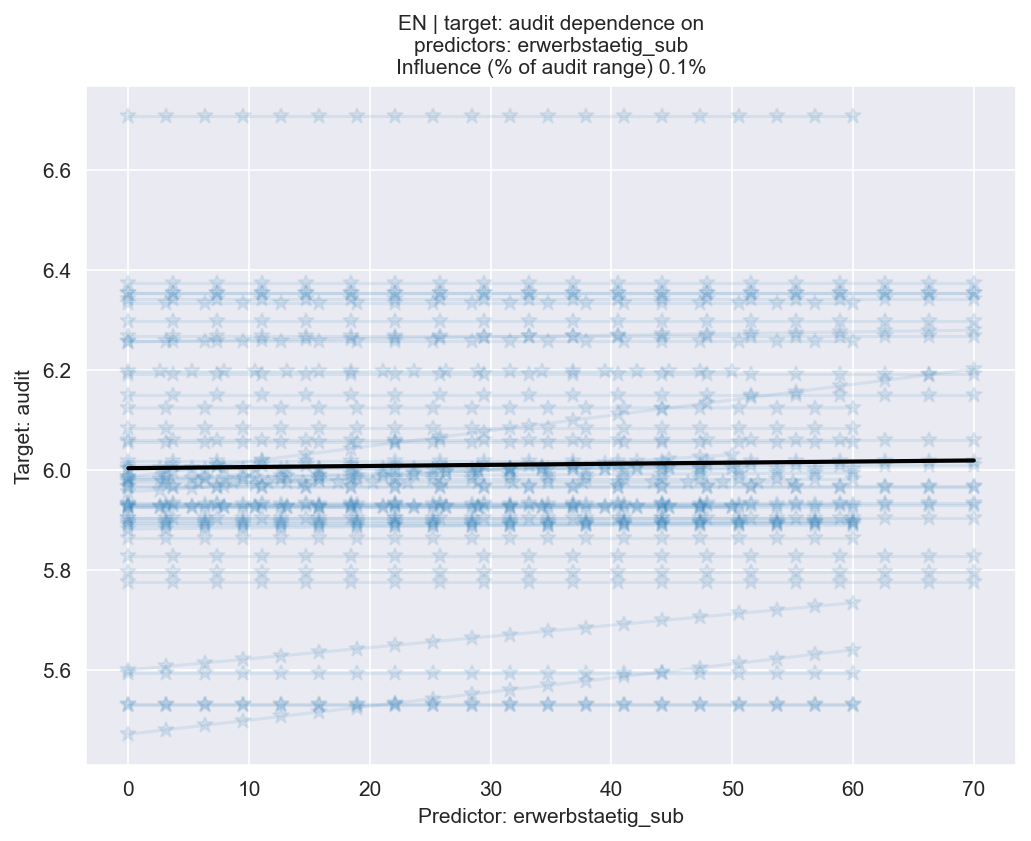 EN | target: audit dependence on
predictors: erwerbstaetig_sub
Influence (% of audit range) 0.1%
Target: audit
6.6
6.4
6.2
6.0
5.8
5.6
0 10 20 30 40 50 60 70
Predictor: erwerbstaetig_sub